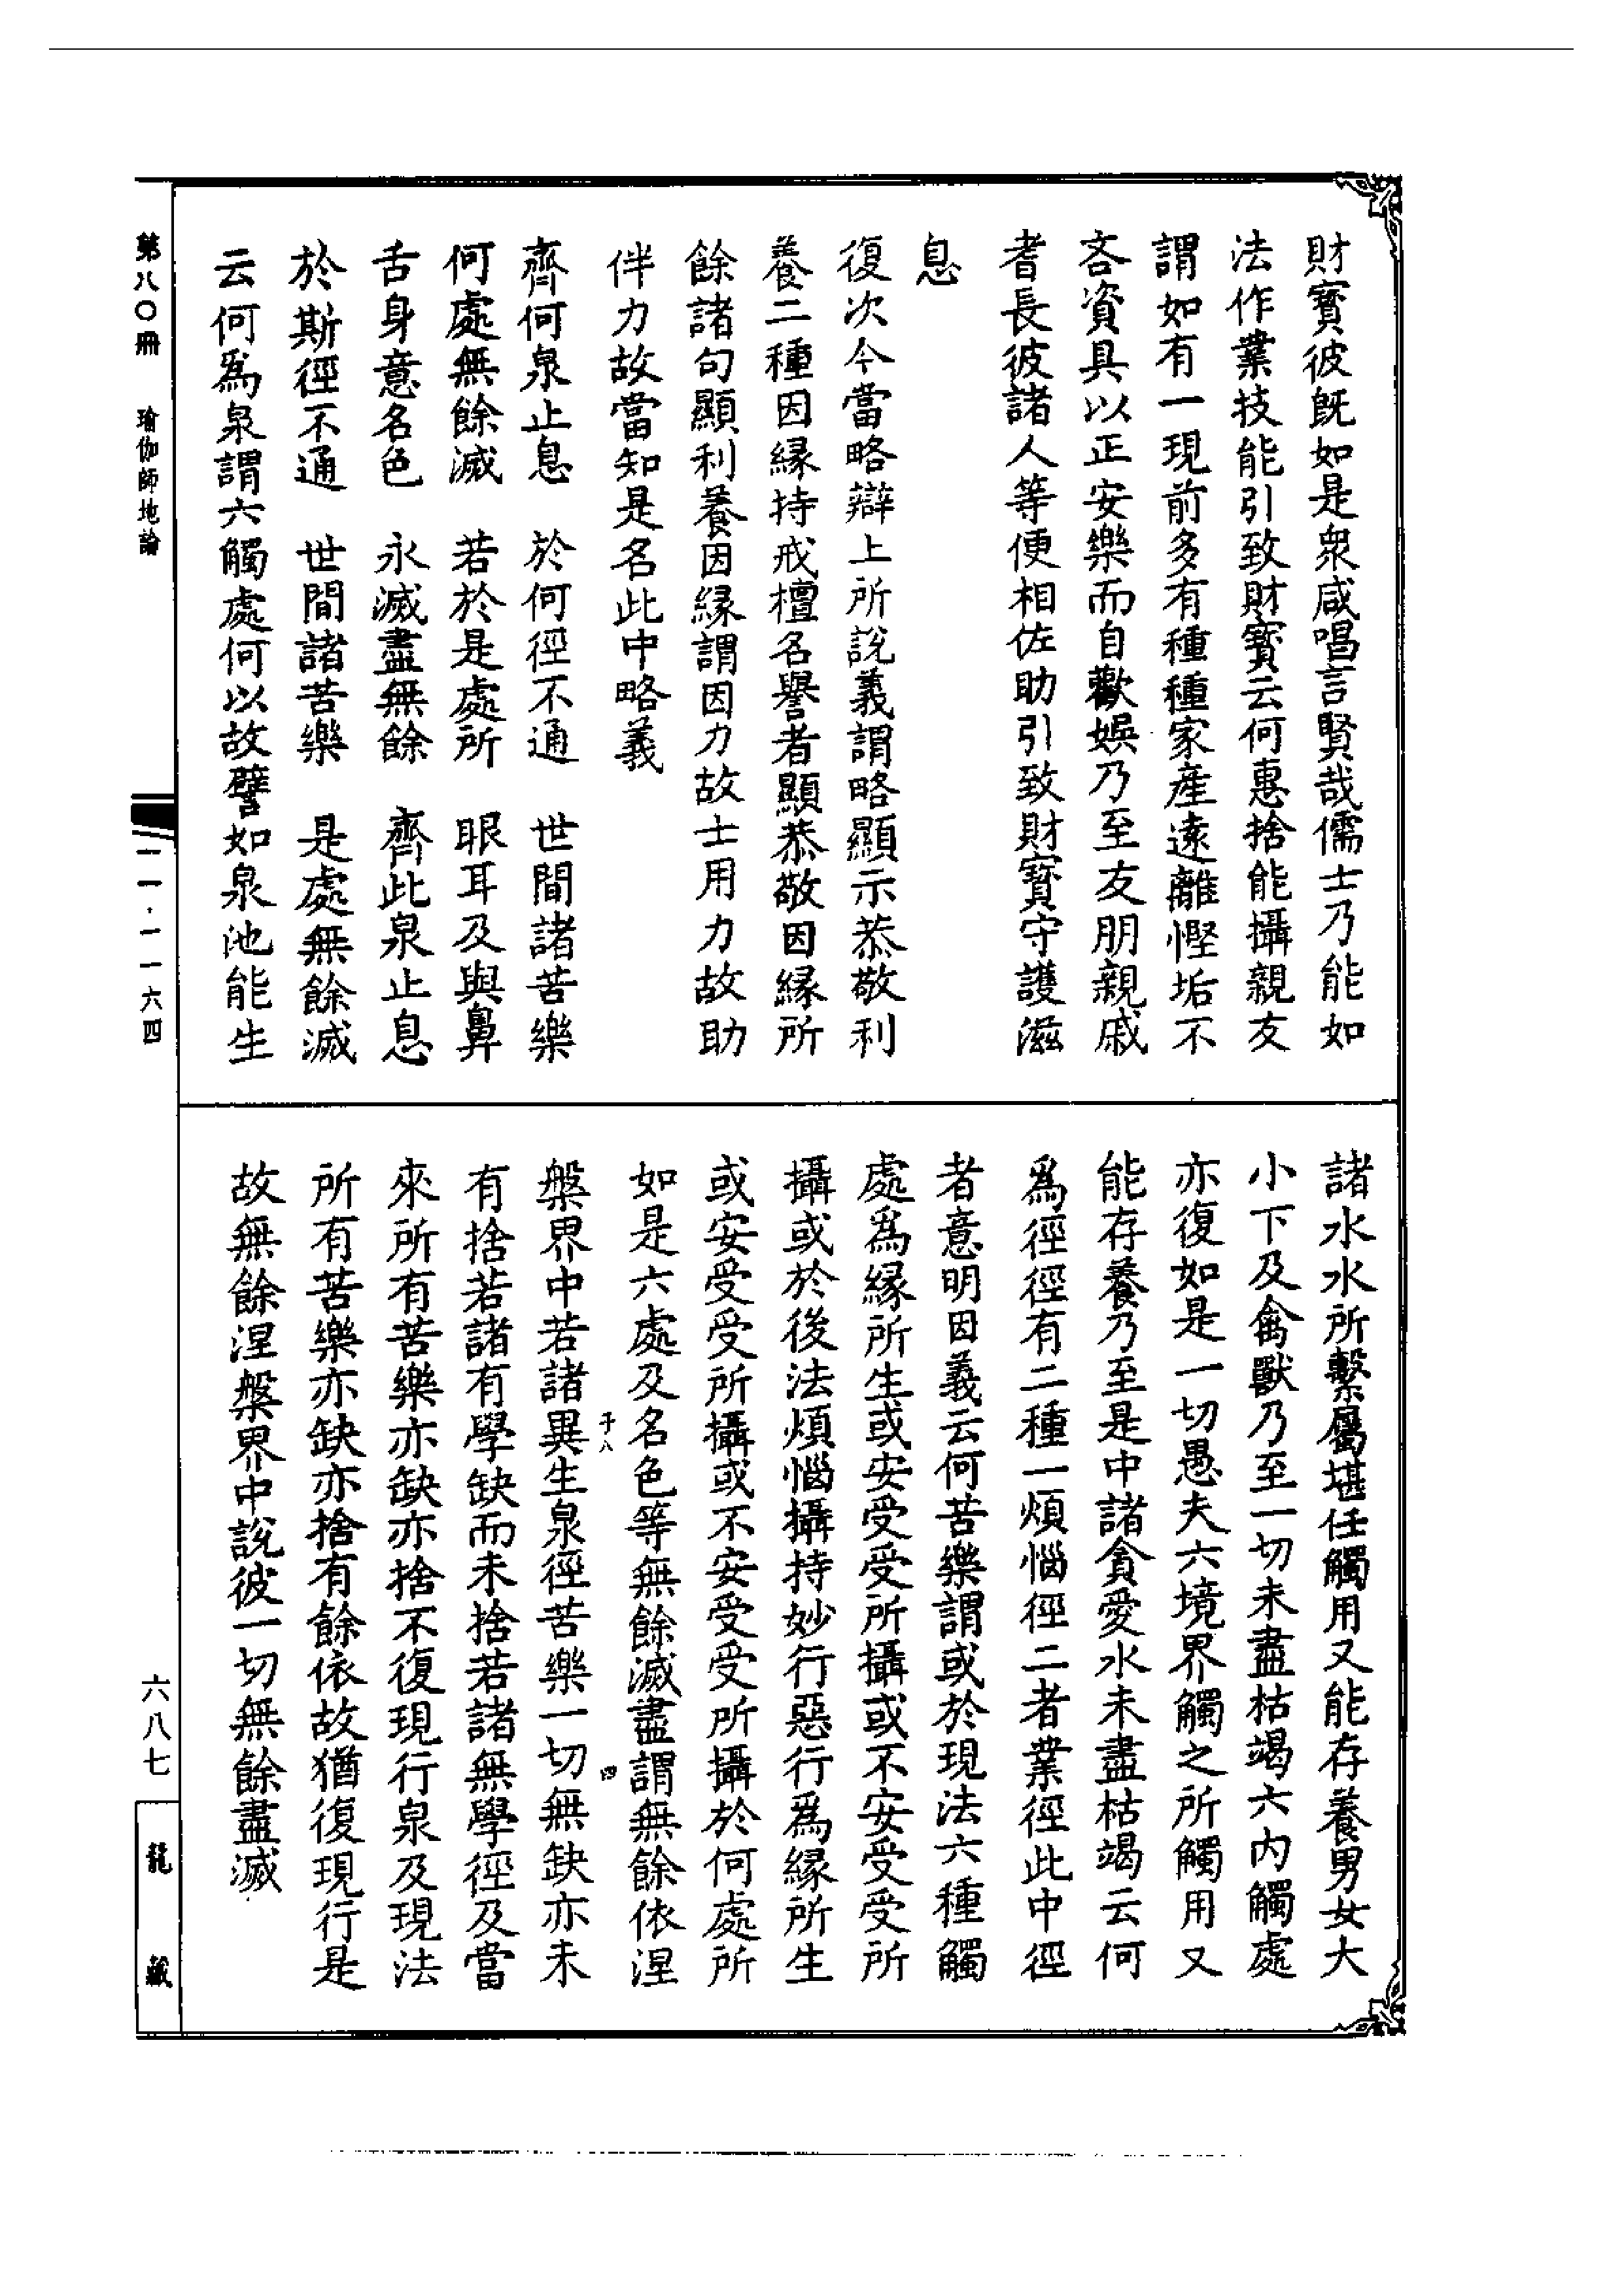 財寳彼旣如是衆咸唱言賢哉儒士乃能如
法作業技能引致財寳云何惠捨能攝親友
謂如有一現前多有種種家産遠離慳垢不
吝資具以正安樂而自歡娛乃至友朋親戚
耆長彼諸人等便相佐助引致財寳守護滋
息
復次今當略辯上所說義謂略顯示恭敬利
養二種因縁持戒檀名譽者顯恭敬因縁所
餘諸句顯利養因縁謂因力故士用力故助
伴力故當知是名此中略義
齊何泉止息　於何徑不通　世間諸苦樂
何處無餘滅　若於是處所　眼耳及與鼻
舌身意名色　永滅盡無餘　齊此泉止息
於斯徑不通　世間諸苦樂　是處無餘滅
云何爲泉謂六觸處何以故譬如泉池能生
諸水水所繫屬堪任觸用又能存養男女大
小下及禽獸乃至一切未盡枯竭六内觸處
亦復如是一切愚夫六境界觸之所觸用又
能存養乃至是中諸貪愛水未盡枯竭云何
爲徑徑有二種一煩惱徑二者業徑此中徑
者意明因義云何苦樂謂或於現法六種觸
處爲縁所生或安受受所攝或不安受受所
攝或於後法煩惱攝持妙行惡行爲縁所生
或安受受所攝或不安受受所攝於何處所
如是六處及名色等無餘滅盡謂無餘依涅
于八　四
槃界中若諸異生泉徑苦樂一切無缺亦未
有捨若諸有學缺而未捨若諸無學徑及當
來所有苦樂亦缺亦捨不復現行泉及現法
所有苦樂亦缺亦捨有餘依故猶復現行是
故無餘涅槃界中說彼一切無餘盡滅
第八〇冊　瑜伽師地論
一一·一一六四
六八七
龍藏